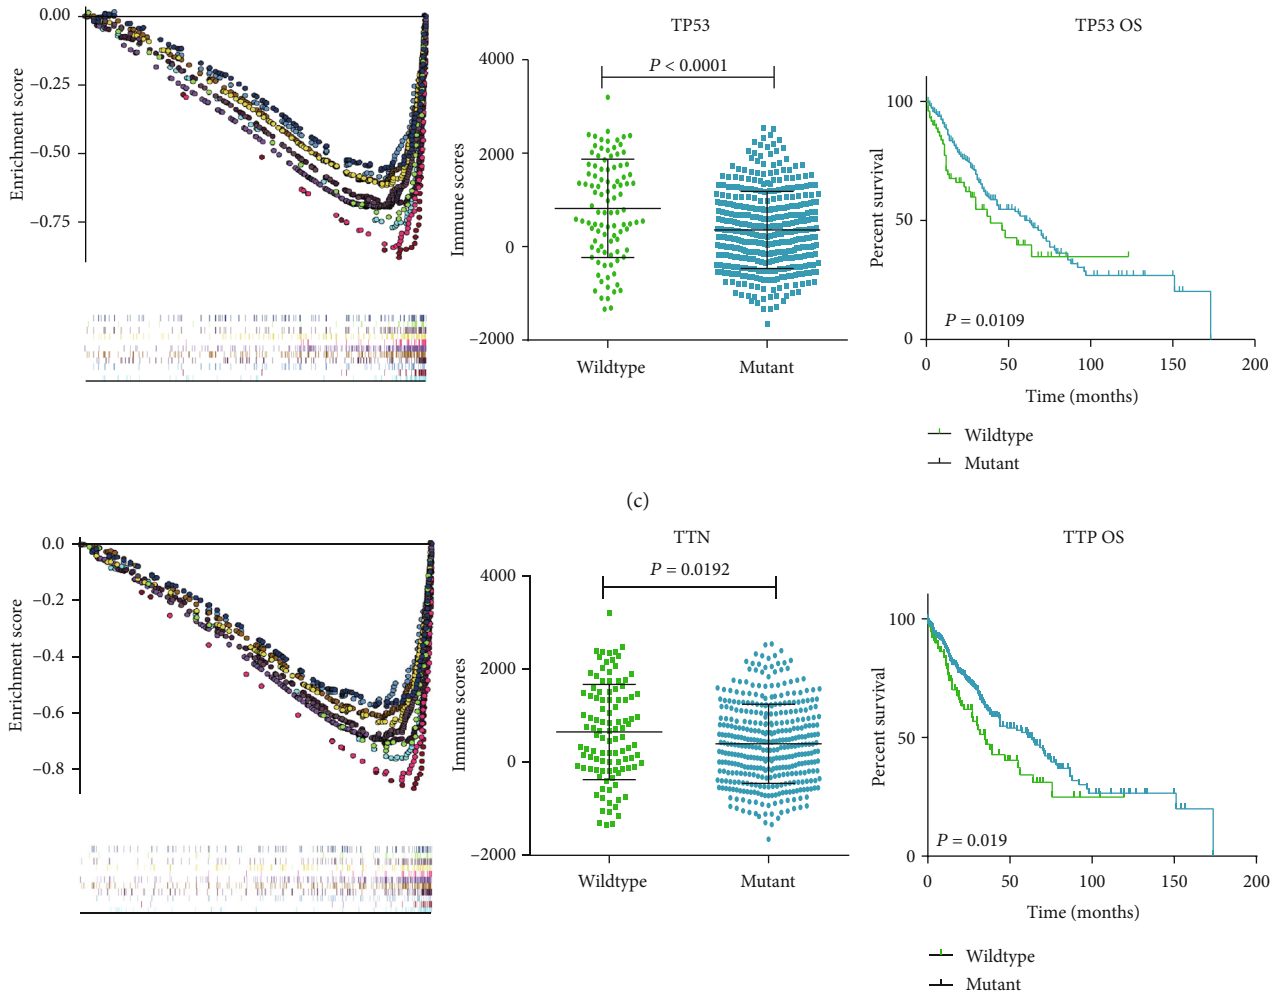 0.00
–0.25
–0.50
–0.75
Enrichment score
TP53
P < 0.0001
4000
2000
0
–2000
Immune scores
Wildtype
Mutant
TP53 OS
100
50
0
Percent survival
P = 0.0109
0
50
100
150
200
Time (months)
Wildtype
Mutant
(c)
0.0
–0.2
–0.4
–0.6
–0.8
Enrichment score
TTN
P = 0.0192
4000
2000
0
–2000
Immune scores
Wildtype
Mutant
TTP OS
100
50
0
Percent survival
P = 0.019
0
50
100
150
200
Time (months)
Wildtype
Mutant